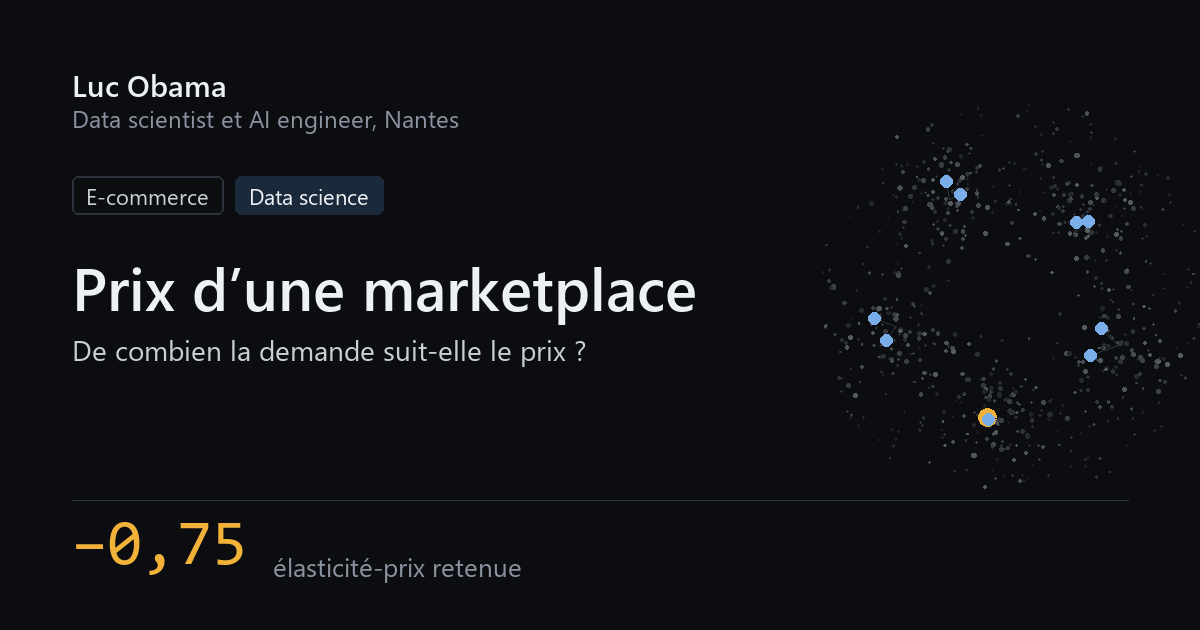 Luc Obama
Data scientist et AI engineer, Nantes
E-commerce
Data science
Prix d’une marketplace
De combien la demande suit-elle le prix ?
−0,75
élasticité-prix retenue